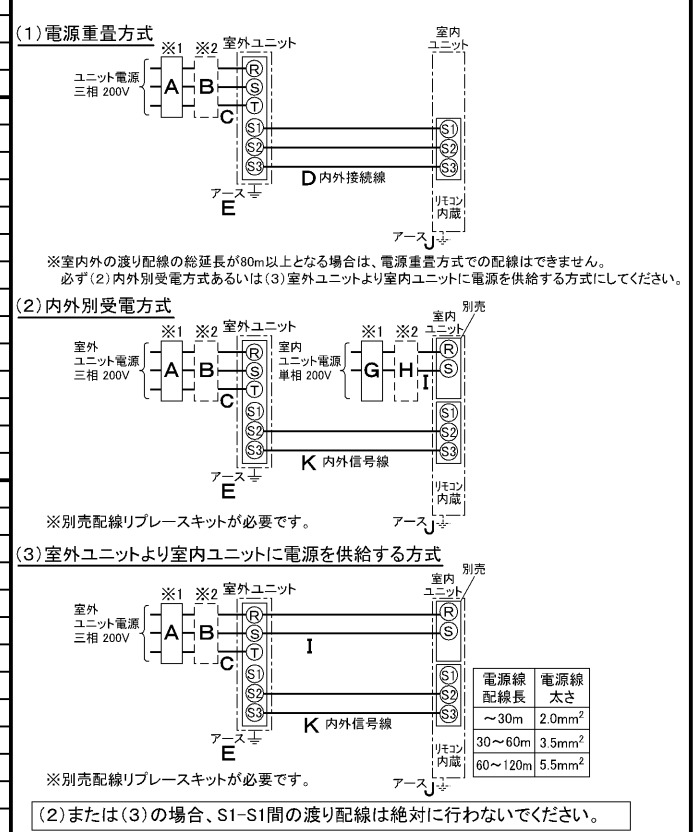 (1)電源重畳方式
※1 ※2 室外ユニット
室内
ユニット
ユニット電源
三相 200V
A
B
C
R
S
T
S1
S2
S3
S1
S2
S3
D 内外接続線
アース
E
リモコン
内蔵
アース J
※室内外の渡り配線の総延長が80m以上となる場合は、電源重畳方式での配線はできません。
必ず(2)内外別受電方式あるいは(3)室外ユニットより室内ユニットに電源を供給する方式にしてください。
(2)内外別受電方式
※1 ※2 室外ユニット
※1 ※2
室内
ユニット
別売
室外
ユニット電源
三相 200V
A
B
C
R
S
T
S1
S2
S3
室内
ユニット電源
単相 200V
G
H
I
R
S
S1
S2
S3
K 内外信号線
アース
E
リモコン
内蔵
アース J
※別売配線リプレースキットが必要です。
(3)室外ユニットより室内ユニットに電源を供給する方式
※1 ※2 室外ユニット
室内
ユニット
別売
室外
ユニット電源
三相 200V
A
B
C
R
S
T
S1
S2
S3
I
R
S
S1
S2
S3
K 内外信号線
アース
E
リモコン
内蔵
アース J
電源線 電源線
配線長 太さ
~30m 2.0mm²
30~60m 3.5mm²
60~120m 5.5mm²
※別売配線リプレースキットが必要です。
(2)または(3)の場合、S1-S1間の渡り配線は絶対に行わないでください。